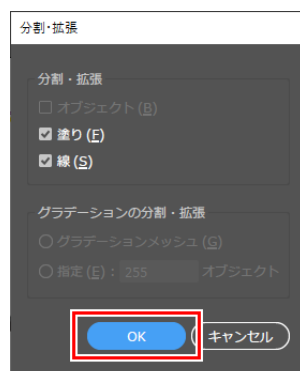 分割・拡張
分割・拡張
オブジェクト(B)
塗り(F)
線(S)
グラデーションの分割・拡張
グラデーションメッシュ(G)
指定(E): 255 オブジェクト
OK キャンセル